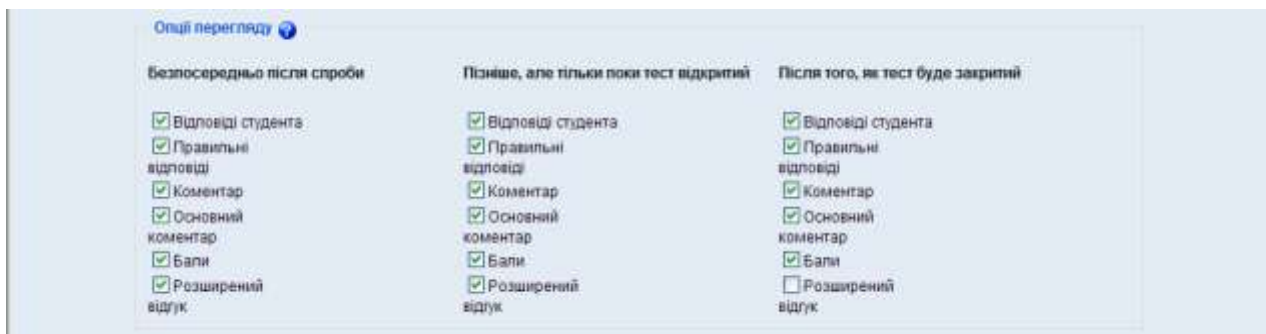 Опції перегляду
Безпосередньо після спроби Пізніше, але тільки поки тест відкритий Після того, як тест буде закритий
Відповіді студента Відповіді студента Відповіді студента
Правильні Правильні Правильні
відповіді відповіді відповіді
Коментар Коментар Коментар
Основний Основний Основний
коментар коментар коментар
Бали Бали Бали
Розширений Розширений Розширений
відгук відгук відгук